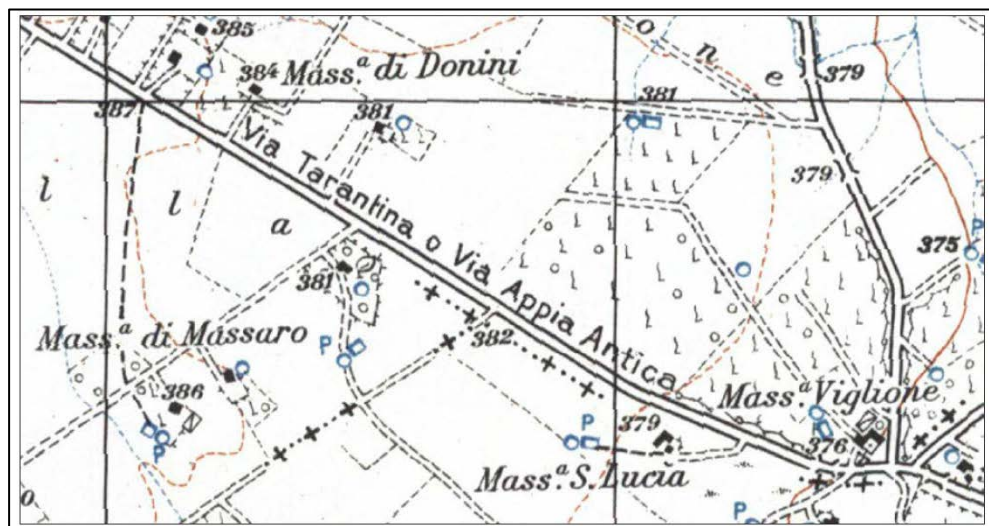 385
384
Mass.ª di Donini
387
381
381
379
o n e
Via Tarantina o Via Appia Antica
379
l l a
381
375
P
Mass.ª di Massaro
P
382
386
P
Mass.ª Viglione
379
376
P
Mass.ª S. Lucia
P
o.